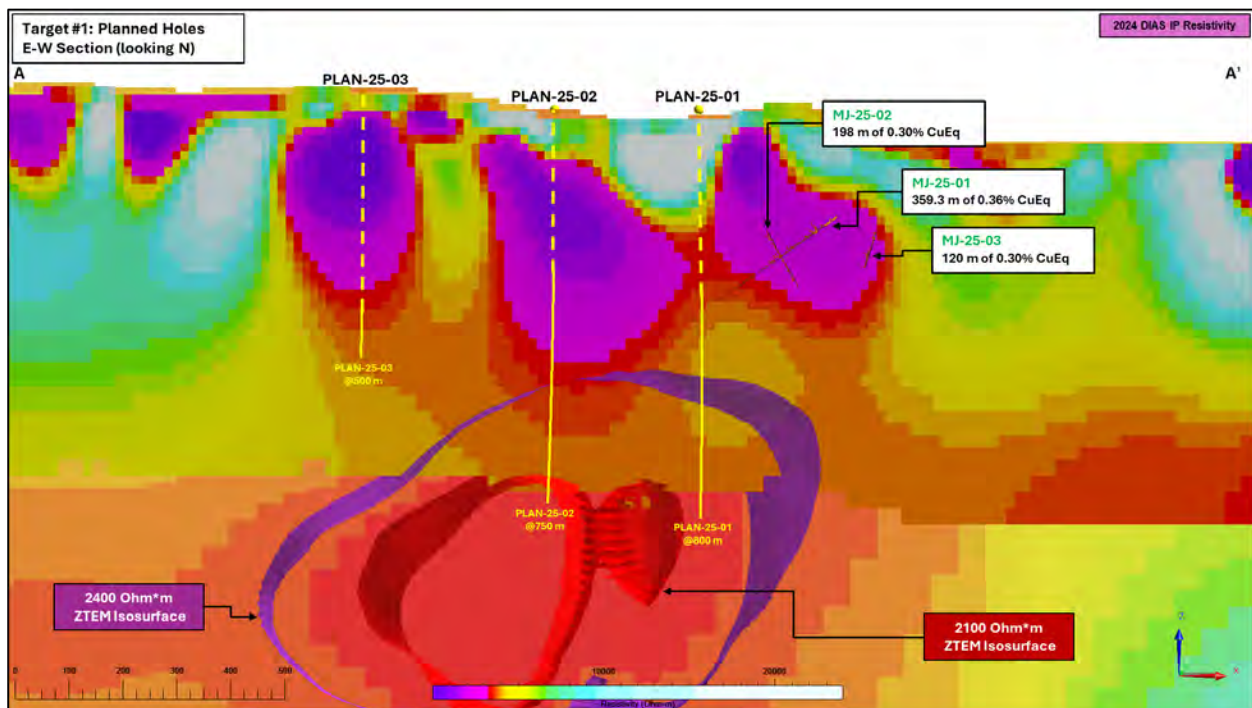 Target #1: Planned Holes
E-W Section (looking N)
2024 DIAS IP Resistivity
A
A'
PLAN-25-03
PLAN-25-02
PLAN-25-01
MJ-25-02
198 m of 0.30% CuEq
MJ-25-01
359.3 m of 0.36% CuEq
MJ-25-03
120 m of 0.30% CuEq
PLAN-25-03
@500 m
PLAN-25-02
@750 m
PLAN-25-01
@800 m
2400 Ohm*m
ZTEM Isosurface
2100 Ohm*m
ZTEM Isosurface
0 100 200 300 400 500
10000 20000
Resistivity (Ohm-m)